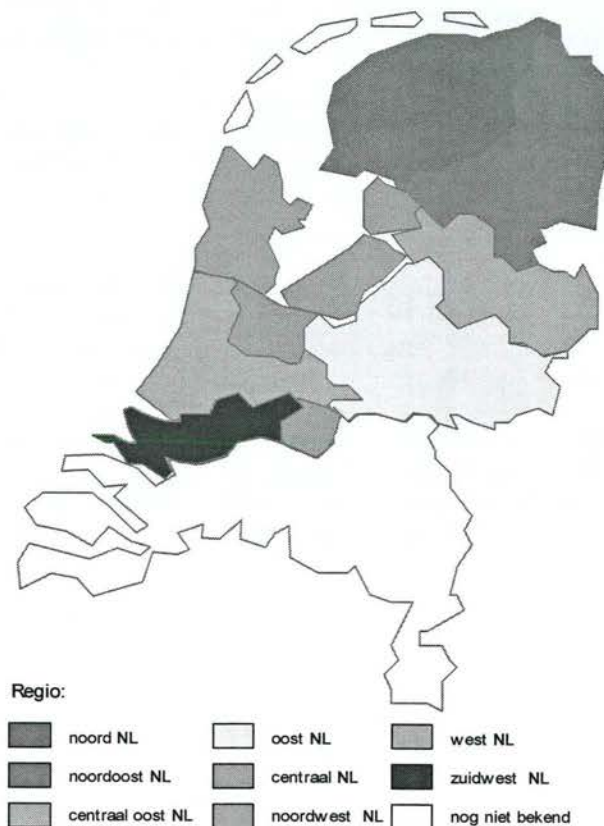 Regio:
noord NL oost NL west NL
noordoost NL centraal NL zuidwest NL
centraal oost NL noordwest NL nog niet bekend